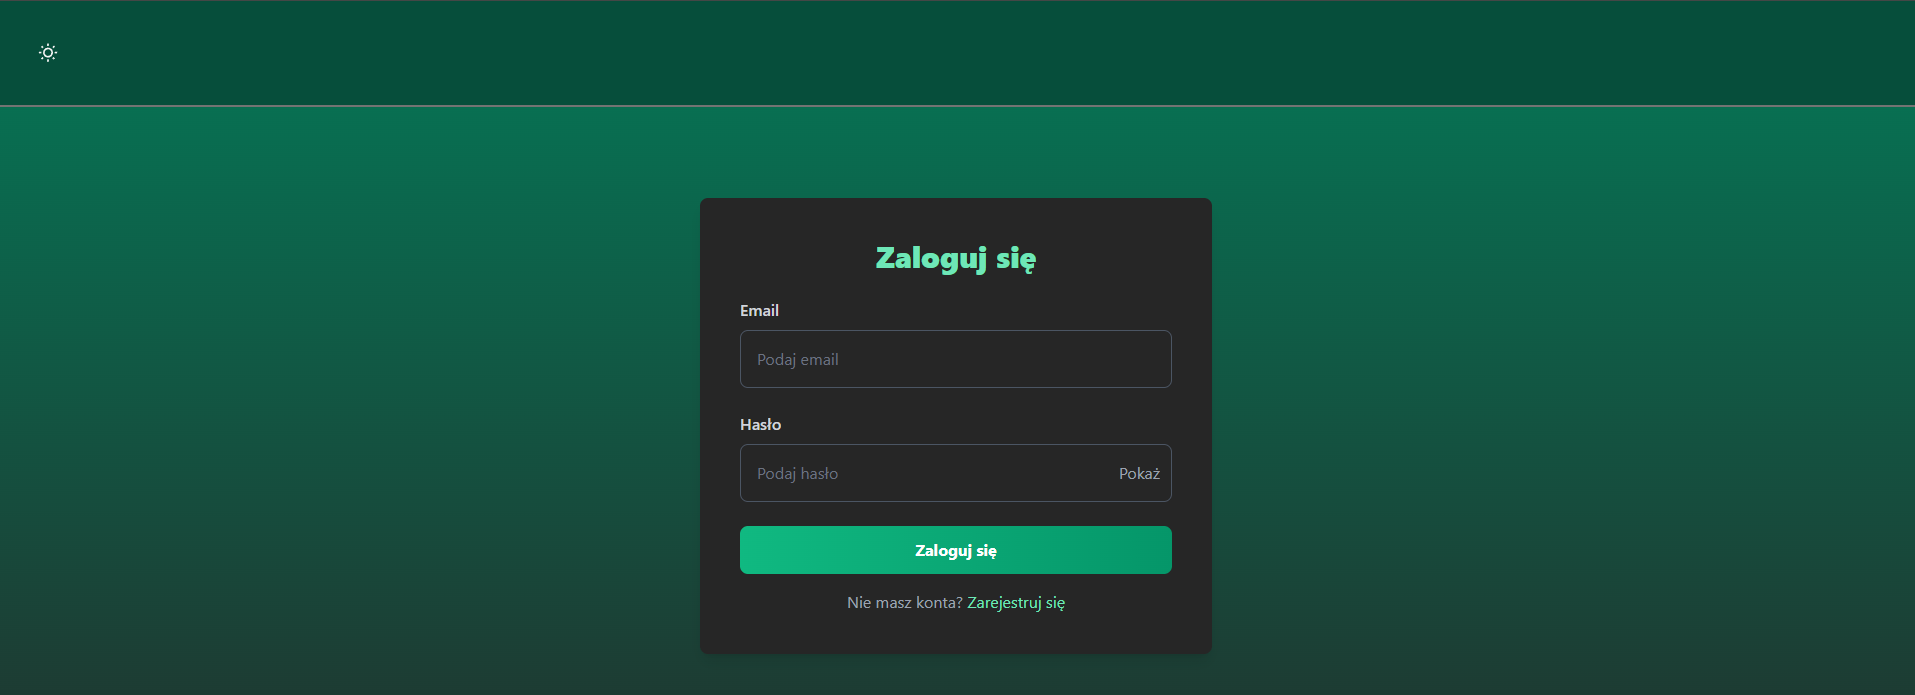 Zaloguj się
Email
Podaj email
Hasło
Podaj hasło Pokaż
Zaloguj się
Nie masz konta? Zarejestruj się